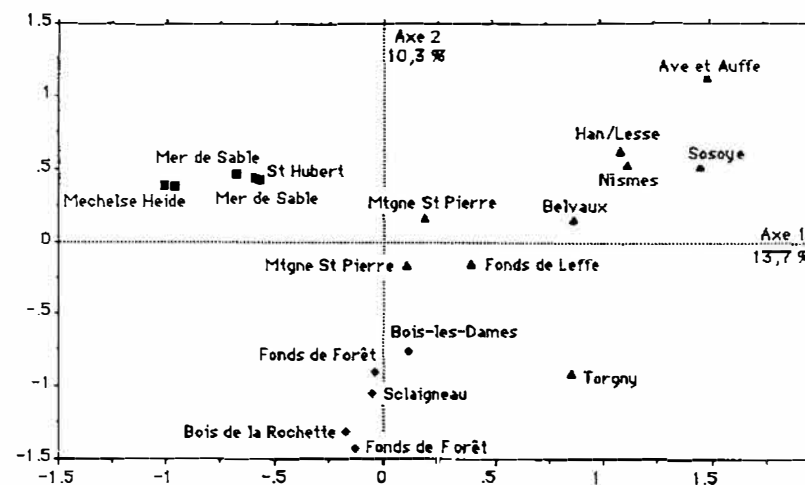 1.5
Axe 2
10,3 %
Ave et Auffe
1
Han/Lesse
Mer de Sable
St Hubert
Sosoye
.5
Nismes
Mechelse Heide
Mer de Sable
Mtgne St Pierre
Belvaux
Axe 1
0
13,7 %
Mtgne St Pierre
Fonds de Leffe
-.5
Bois-les-Dames
Fonds de Forêt
-1
Sclaigneau
Torgny
Bois de la Rochette
Fonds de Forêt
-1.5
-1.5 -1 -.5 0 .5 1 1.5